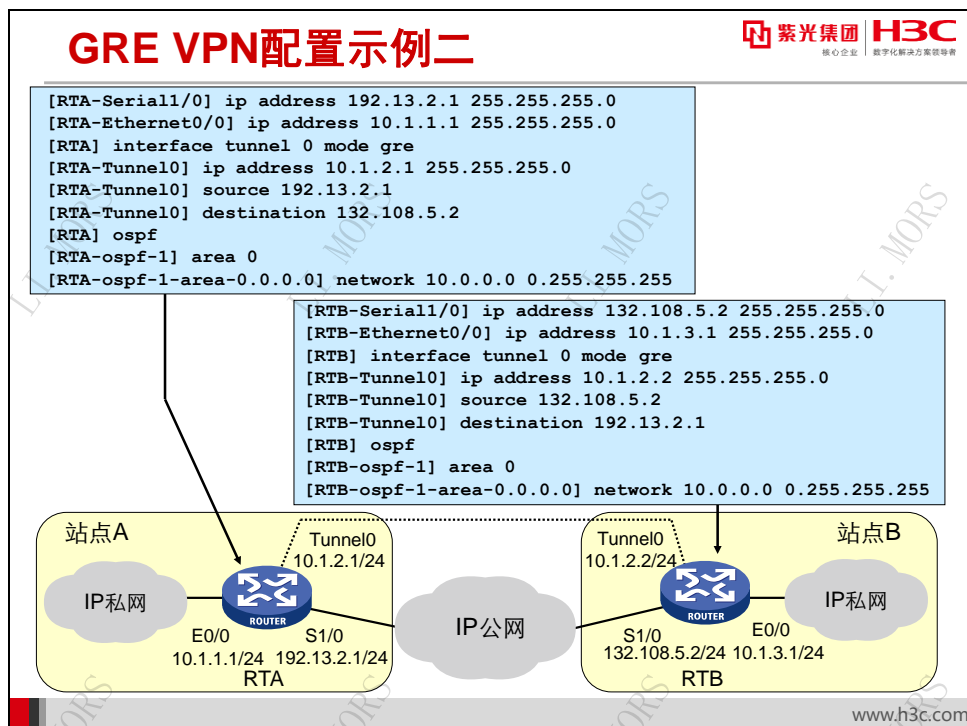 GRE VPN配置示例二
紫光集团 H3C
核心企业 数字化解决方案领导者
[RTA-Serial1/0] ip address 192.13.2.1 255.255.255.0
[RTA-Ethernet0/0] ip address 10.1.1.1 255.255.255.0
[RTA] interface tunnel 0 mode gre
[RTA-Tunnel0] ip address 10.1.2.1 255.255.255.0
[RTA-Tunnel0] source 192.13.2.1
[RTA-Tunnel0] destination 132.108.5.2
[RTA] ospf
[RTA-ospf-1] area 0
[RTA-ospf-1-area-0.0.0.0] network 10.0.0.0 0.255.255.255
[RTB-Serial1/0] ip address 132.108.5.2 255.255.255.0
[RTB-Ethernet0/0] ip address 10.1.3.1 255.255.255.0
[RTB] interface tunnel 0 mode gre
[RTB-Tunnel0] ip address 10.1.2.2 255.255.255.0
[RTB-Tunnel0] source 132.108.5.2
[RTB-Tunnel0] destination 192.13.2.1
[RTB] ospf
[RTB-ospf-1] area 0
[RTB-ospf-1-area-0.0.0.0] network 10.0.0.0 0.255.255.255
站点A
Tunnel0
10.1.2.1/24
IP私网
ROUTER
E0/0
10.1.1.1/24
S1/0
192.13.2.1/24
RTA
IP公网
站点B
Tunnel0
10.1.2.2/24
ROUTER
IP私网
S1/0
132.108.5.2/24
E0/0
10.1.3.1/24
RTB
LI. MORS
LI. MORS
LI. MORS
LI. MORS
www.h3c.com